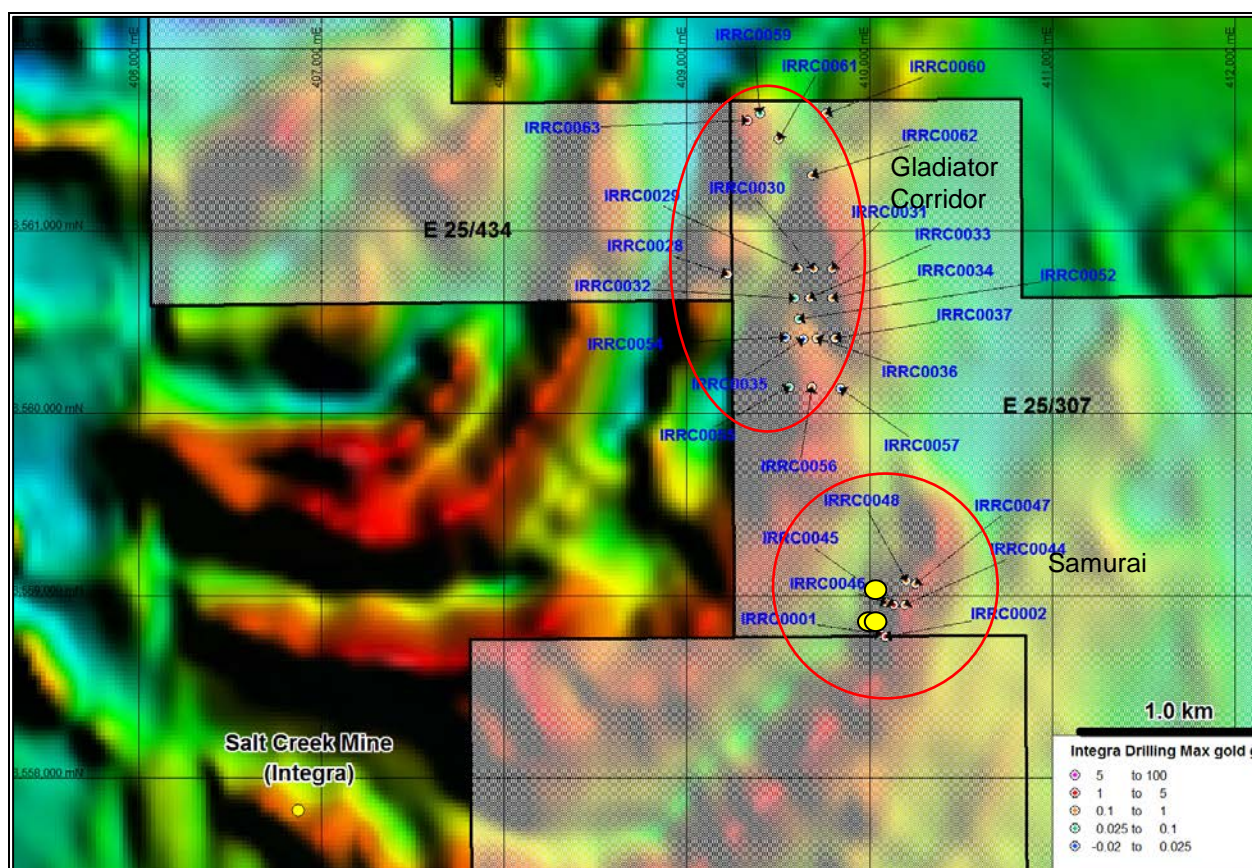 406,000 mE
407,000 mE
409,000 mE
410,000 mE
411,000 mE
412,000 mE
IRRC0059
IRRC0061
IRRC0060
IRRC0063
IRRC0062
Gladiator
Corridor
IRRC0030
IRRC0029
IRRC0031
6,561,000 mN
E 25/434
IRRC0033
IRRC0028
IRRC0034
IRRC0052
IRRC0032
IRRC0037
IRRC0054
IRRC0036
IRRC0035
6,560,000 mN
E 25/307
IRRC0057
IRRC0056
IRRC0048
IRRC0047
IRRC0045
IRRC0044
Samurai
IRRC0046
6,559,000 mN
IRRC0001
IRRC0002
1.0 km
Salt Creek Mine
(Integra)
Integra Drilling Max gold g
5 to 100
1 to 5
0.1 to 1
0.025 to 0.1
-0.02 to 0.025
6,558,000 mN